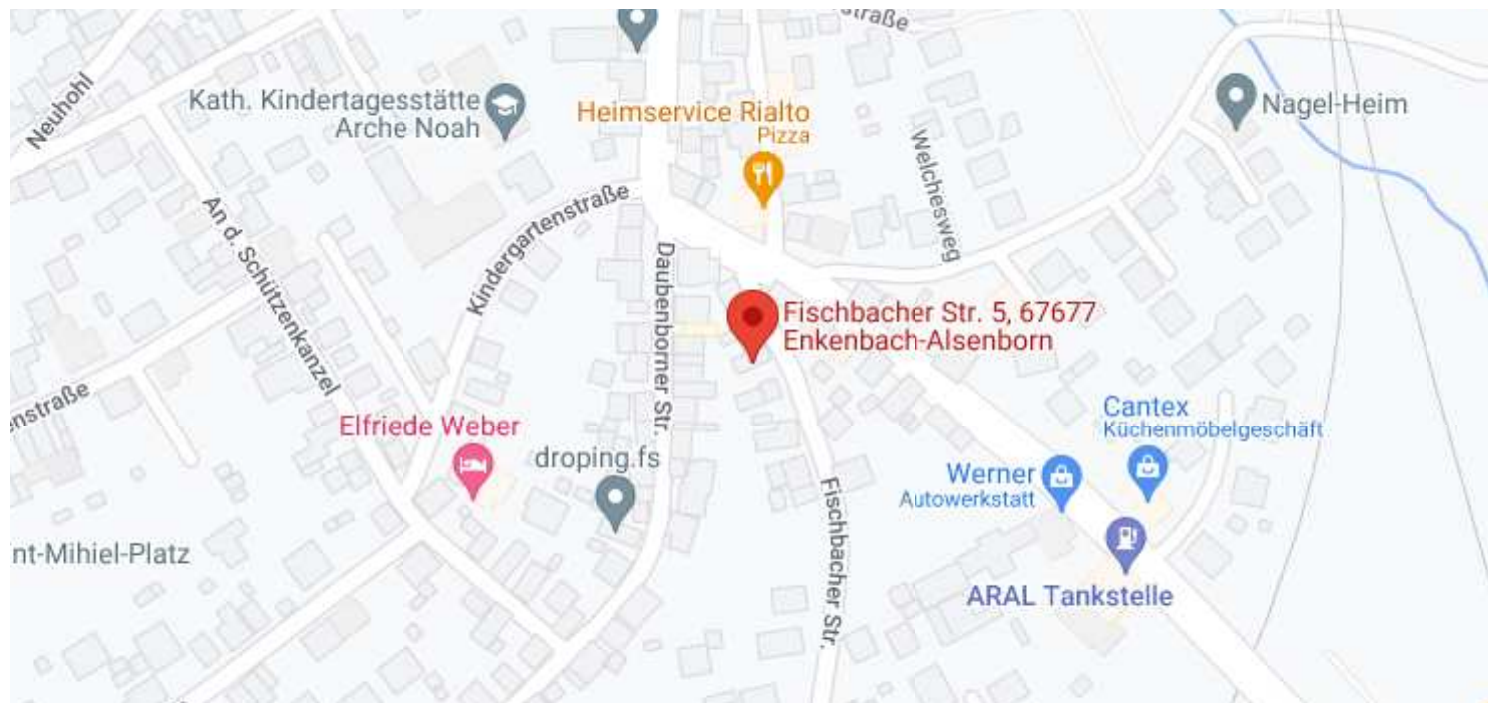 Neuhohl
Kath. Kindertagesstätte
Arche Noah
Heimservice Rialto
Pizza
Nagel-Heim
Welchesweg
An d. Schützenkanzel
Kindergartenstraße
Daubenborner Str.
Fischbacher Str. 5, 67677
Enkenbach-Alsenborn
enstraße
Elfriede Weber
droping.fs
Cantex
Küchenmöbelgeschäft
Werner
Autowerkstatt
Fischbacher Str.
nt-Mihiel-Platz
ARAL Tankstelle